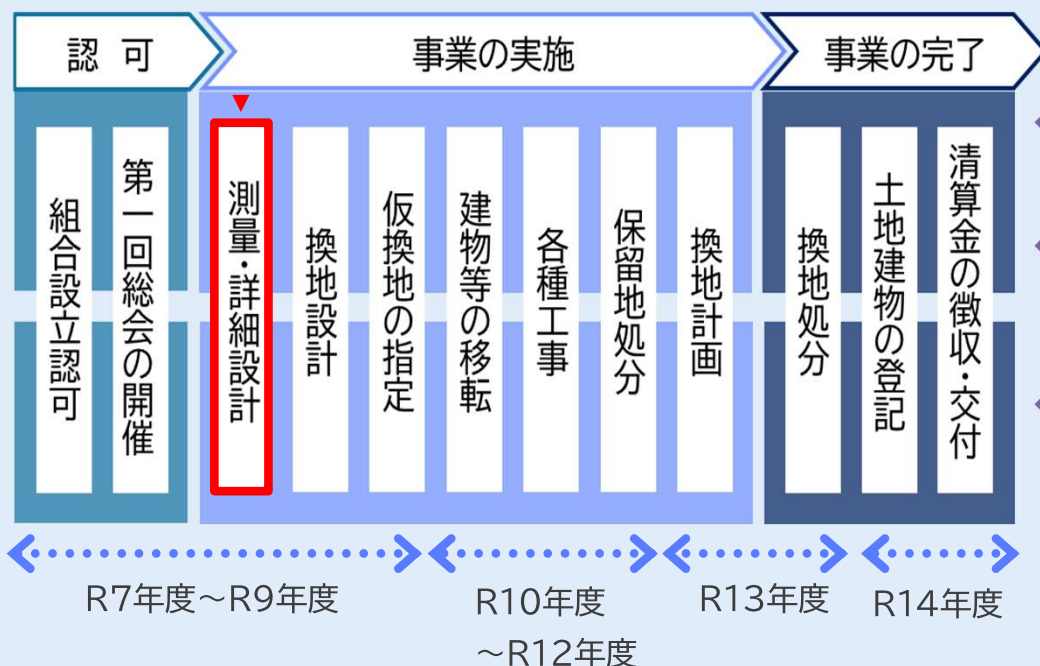 認可
事業の実施
事業の完了
組合設立認可
第一回総会の開催
測量・詳細設計
換地設計
仮換地の指定
建物等の移転
各種工事
保留地処分
換地計画
換地処分
土地建物の登記
清算金の徴収・交付
R7年度～R9年度
R10年度
～R12年度
R13年度
R14年度